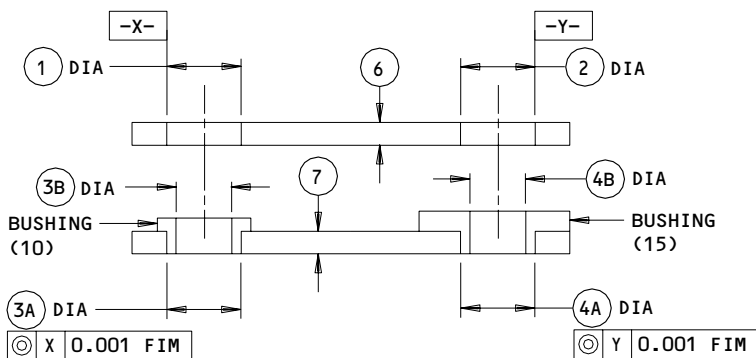 -X- -Y-
1 DIA 6 2 DIA
3B DIA 7 4B DIA
BUSHING (10)
BUSHING (15)
3A DIA 4A DIA
◎ X 0.001 FIM ◎ Y 0.001 FIM